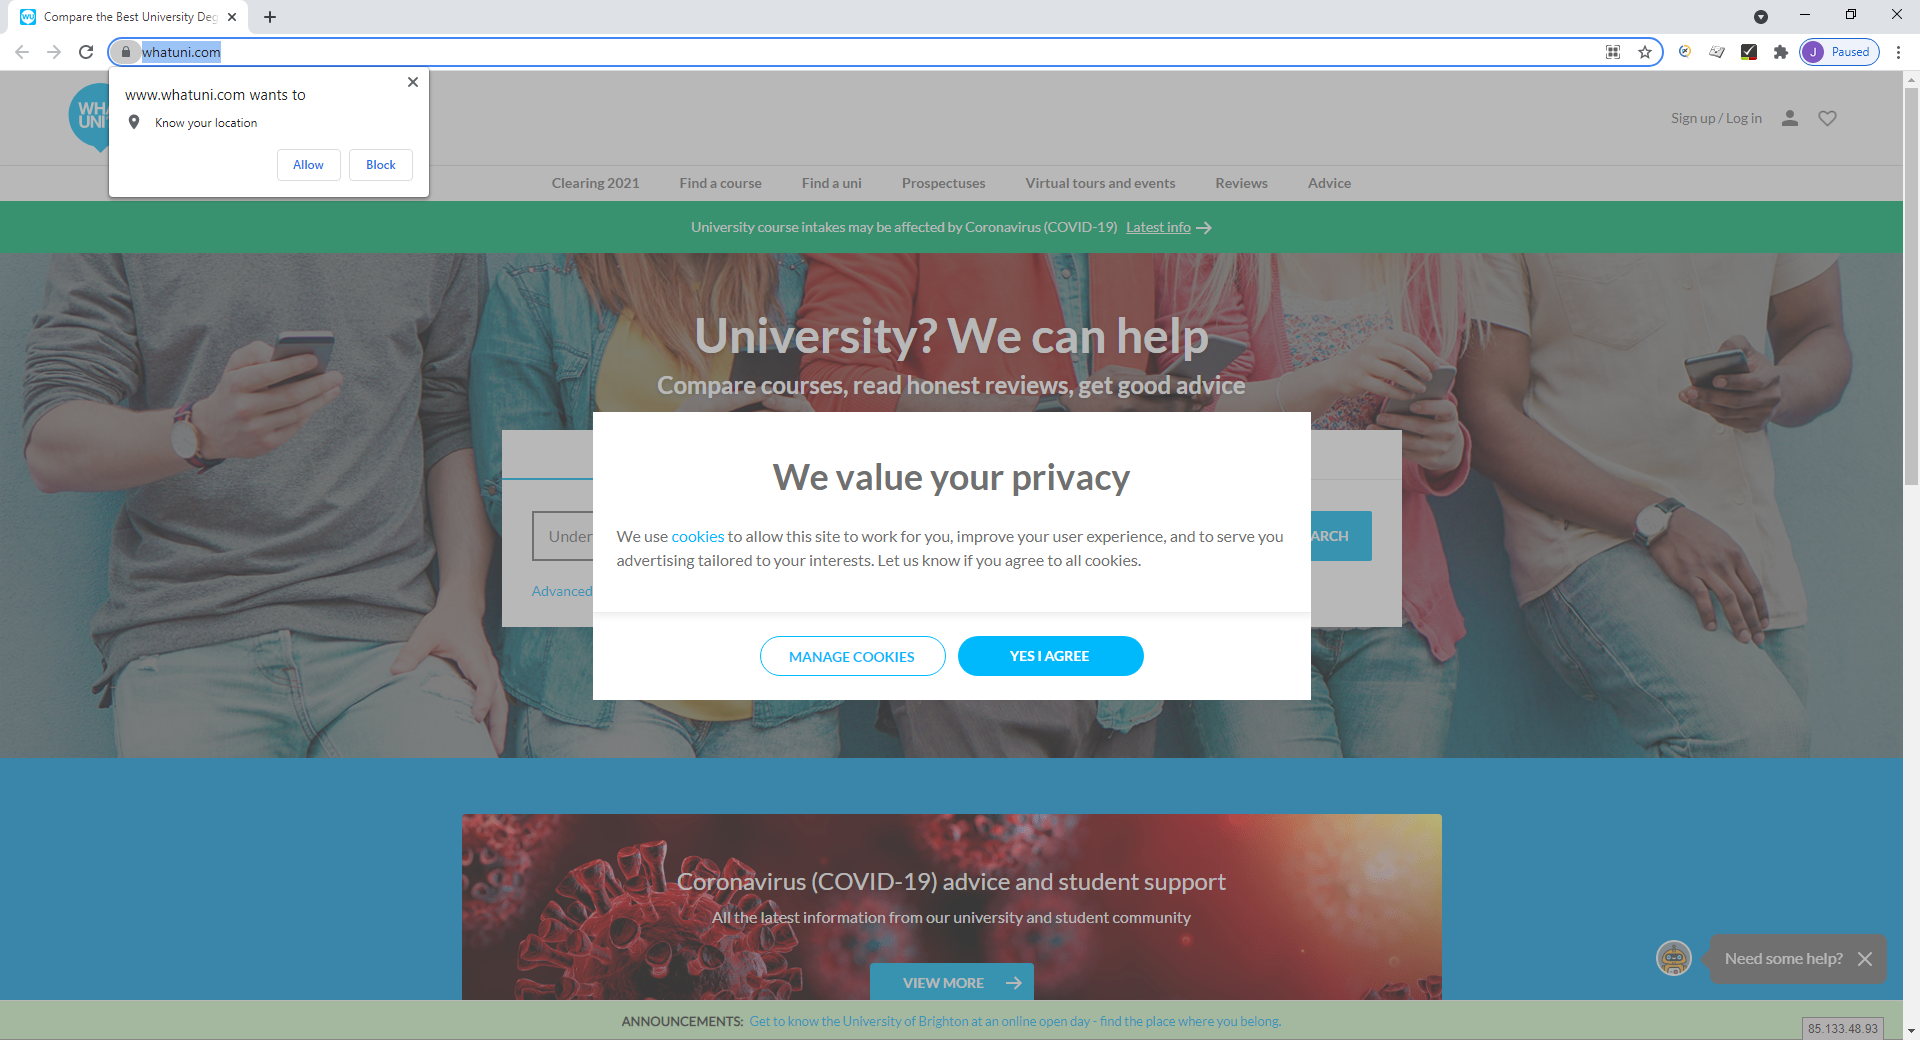 Compare the Best University Deg
whatuni.com
J Paused
www.whatuni.com wants to
Know your location
Allow Block
Sign up / Log in
Clearing 2021 Find a course Find a uni Prospectuses Virtual tours and events Reviews Advice
University course intakes may be affected by Coronavirus (COVID-19) Latest info
University? We can help
Compare courses, read honest reviews, get good advice
We value your privacy
We use cookies to allow this site to work for you, improve your user experience, and to serve you
advertising tailored to your interests. Let us know if you agree to all cookies.
Under
ARCH
Advanced
MANAGE COOKIES YES I AGREE
Coronavirus (COVID-19) advice and student support
All the latest information from our university and student community
VIEW MORE
Need some help?
ANNOUNCEMENTS: Get to know the University of Brighton at an online open day - find the place where you belong.
85.133.48.93